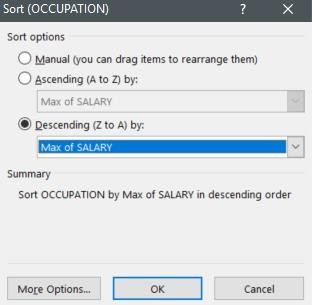 Sort (OCCUPATION) ? X
Sort options
Manual (you can drag items to rearrange them)
Ascending (A to Z) by:
Max of SALARY
Descending (Z to A) by:
Max of SALARY
Summary
Sort OCCUPATION by Max of SALARY in descending order
More Options... OK Cancel